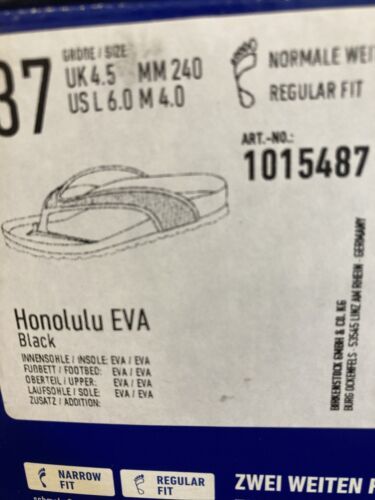 37
GRÖßE / SIZE
UK 4.5 MM 240
US L 6.0 M 4.0
NORMALE WEI
REGULAR FIT
ART.-NO.:
1015487
Honolulu EVA
Black
INNENSOHLE / INSOLE: EVA / EVA
FUßBETT / FOOTBED: EVA / EVA
OBERTEIL / UPPER: EVA / EVA
LAUFSOHLE / SOLE: EVA / EVA
ZUSATZ / ADDITION:
BIRKENSTOCK GMBH & CO. KG
BURG OCKENFELS - 53545 LINZ AM RHEIN - GERMANY
NARROW FIT
REGULAR FIT
ZWEI WEITEN F